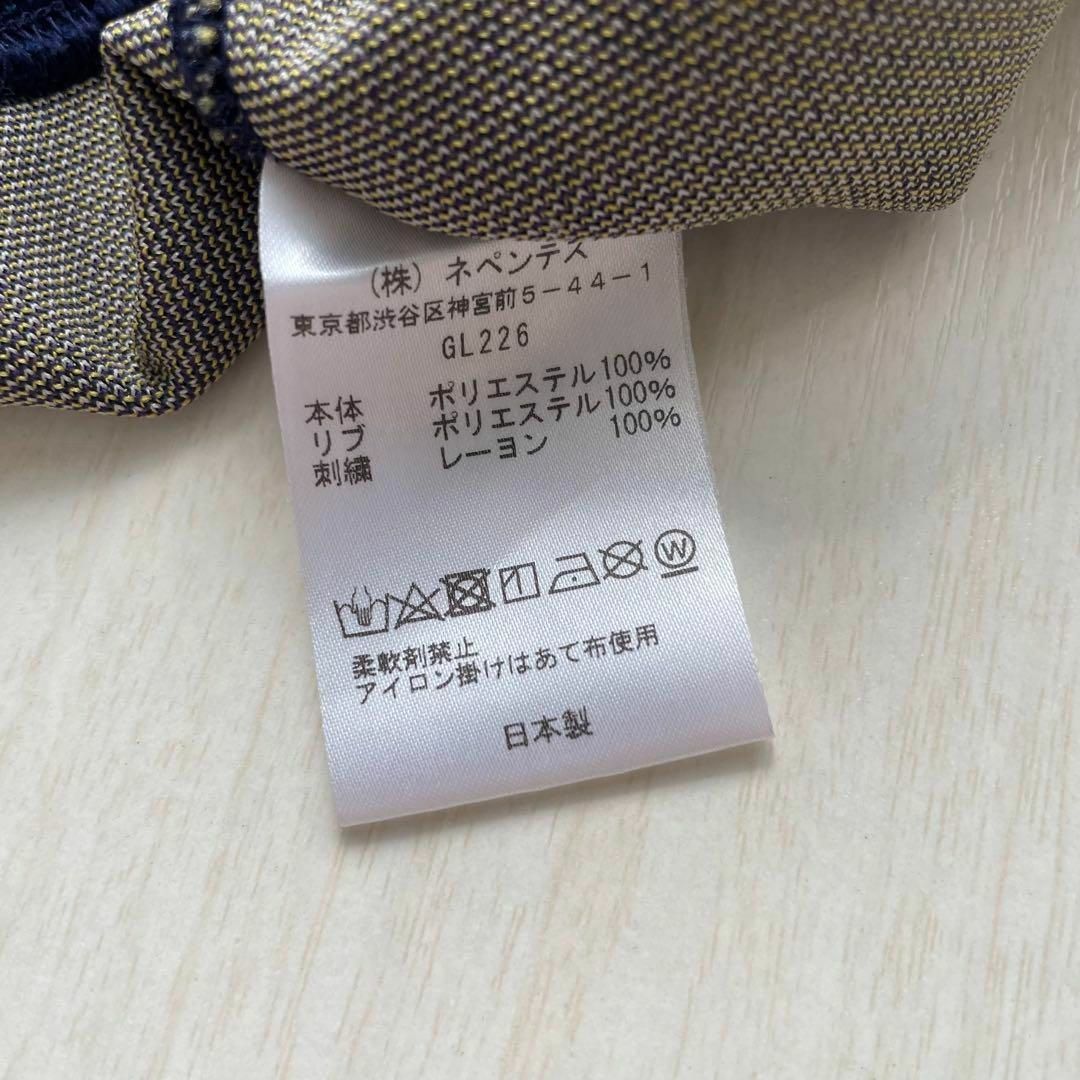 (株) ネペンテス
東京都渋谷区神宮前5-44-1
GL226
本体 ポリエステル100%
リブ ポリエステル100%
刺繍 レーヨン 100%
W
柔軟剤禁止
アイロン掛けはあて布使用
日本製